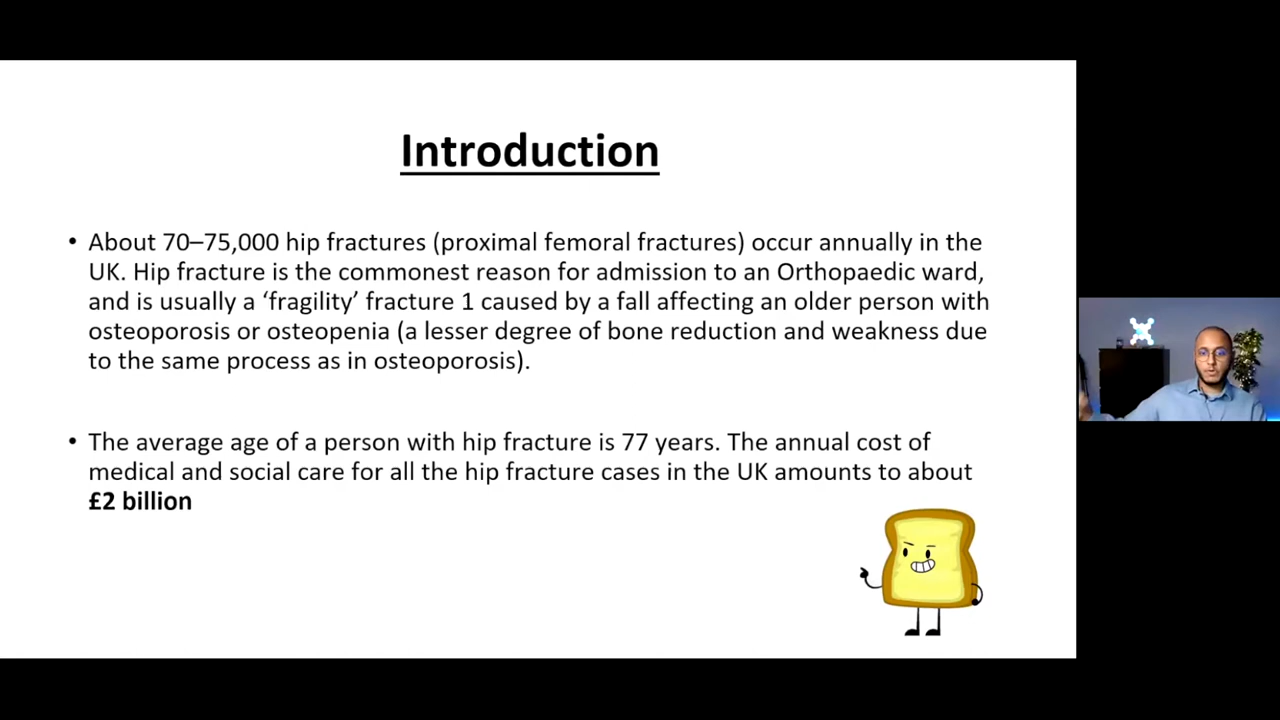 Introduction
• About 70–75,000 hip fractures (proximal femoral fractures) occur annually in the
UK. Hip fracture is the commonest reason for admission to an Orthopaedic ward,
and is usually a ‘fragility’ fracture 1 caused by a fall affecting an older person with
osteoporosis or osteopenia (a lesser degree of bone reduction and weakness due
to the same process as in osteoporosis).
• The average age of a person with hip fracture is 77 years. The annual cost of
medical and social care for all the hip fracture cases in the UK amounts to about
£2 billion